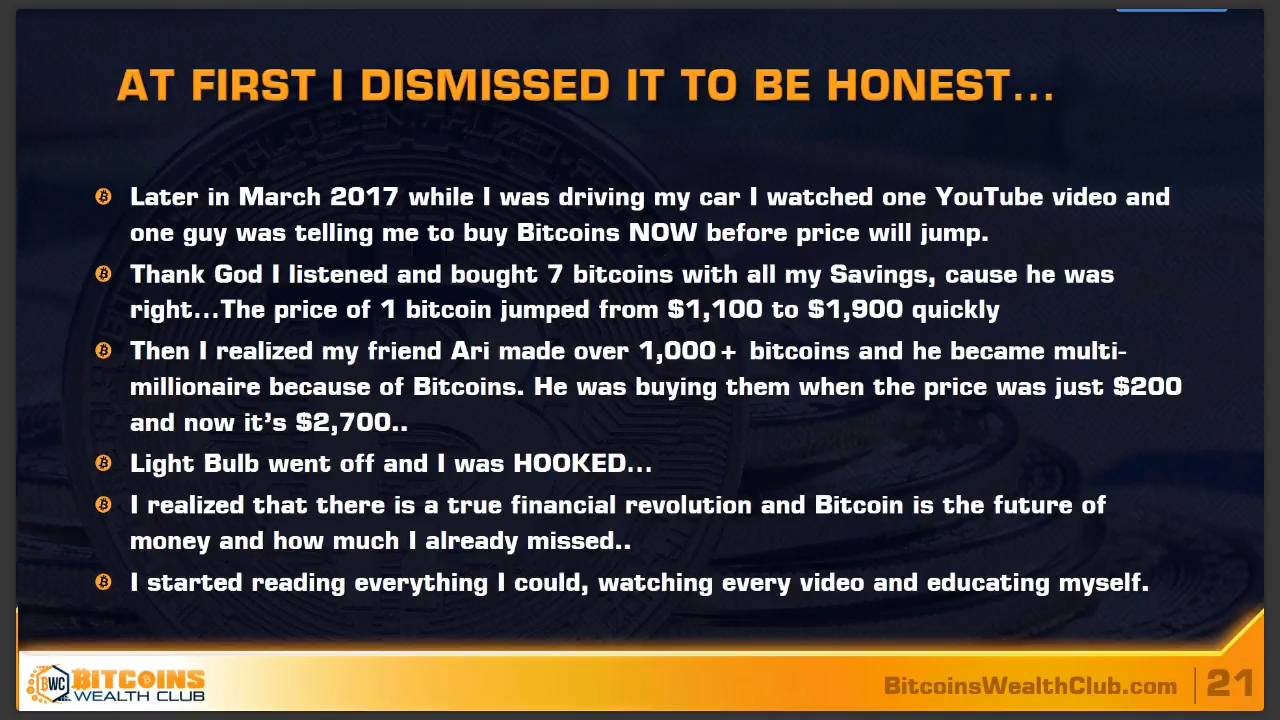 AT FIRST I DISMISSED IT TO BE HONEST...
Later in March 2017 while I was driving my car I watched one YouTube video and
one guy was telling me to buy Bitcoins NOW before price will jump.
Thank God I listened and bought 7 bitcoins with all my Savings, cause he was
right...The price of 1 bitcoin jumped from $1,100 to $1,900 quickly
Then I realized my friend Ari made over 1,000+ bitcoins and he became multi-
millionaire because of Bitcoins. He was buying them when the price was just $200
and now it's $2,700..
Light Bulb went off and I was HOOKED...
I realized that there is a true financial revolution and Bitcoin is the future of
money and how much I already missed..
I started reading everything I could, watching every video and educating myself.
BWC BITCOINS
WEALTH CLUB
BitcoinsWealthClub.com 21